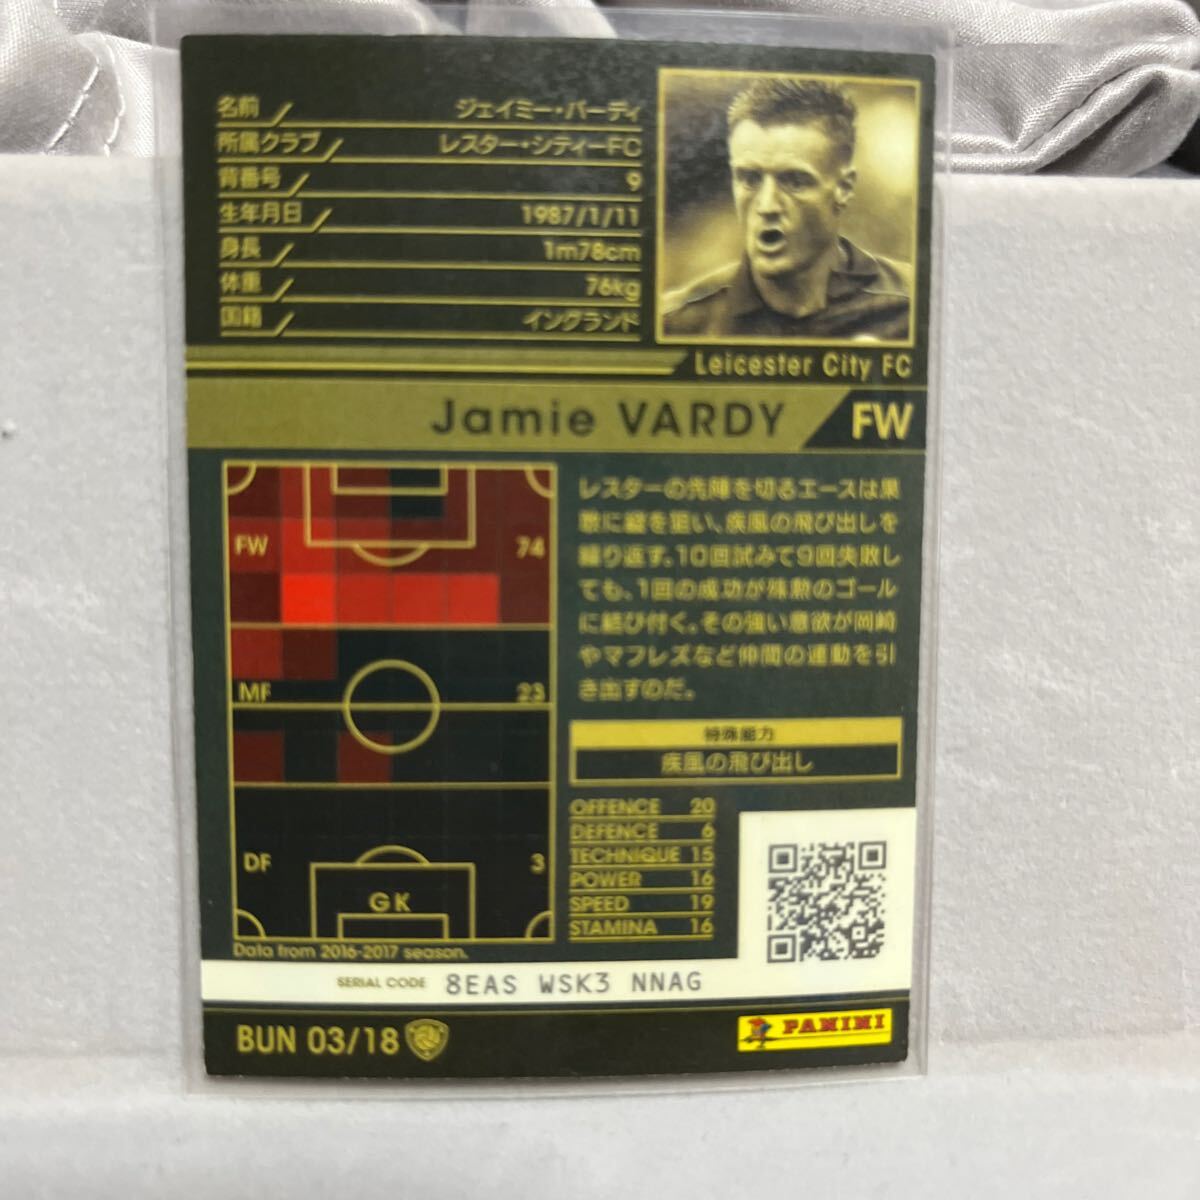 名前 ジェイミー・バーディ
所属クラブ レスター・シティーFC
背番号 9
生年月日 1987/1/11
身長 1m78cm
体重 76kg
国籍 イングランド
Leicester City FC
Jamie VARDY FW
FW 74
MF 23
DF 3
GK
Data from 2016-2017 season.
レスターの先陣を切るエースは果
敢に縦を狙い、疾風の飛び出しを
繰り返す。10回試みて9回失敗し
ても、1回の成功が殊勲のゴール
に結び付く。その強い意欲が岡崎
やマフレズなど仲間の運動を引
き出すのだ。
特殊能力
疾風の飛び出し
OFFENCE 20
DEFENCE 6
TECHNIQUE 15
POWER 16
SPEED 19
STAMINA 16
SERIAL CODE 8EAS WSK3 NNAG
BUN 03/18
PANINI